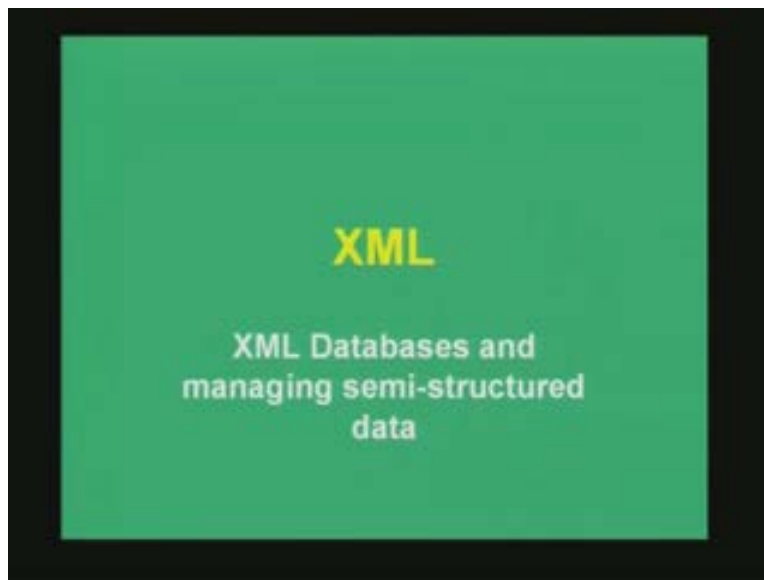 XML
XML Databases and
managing semi-structured
data